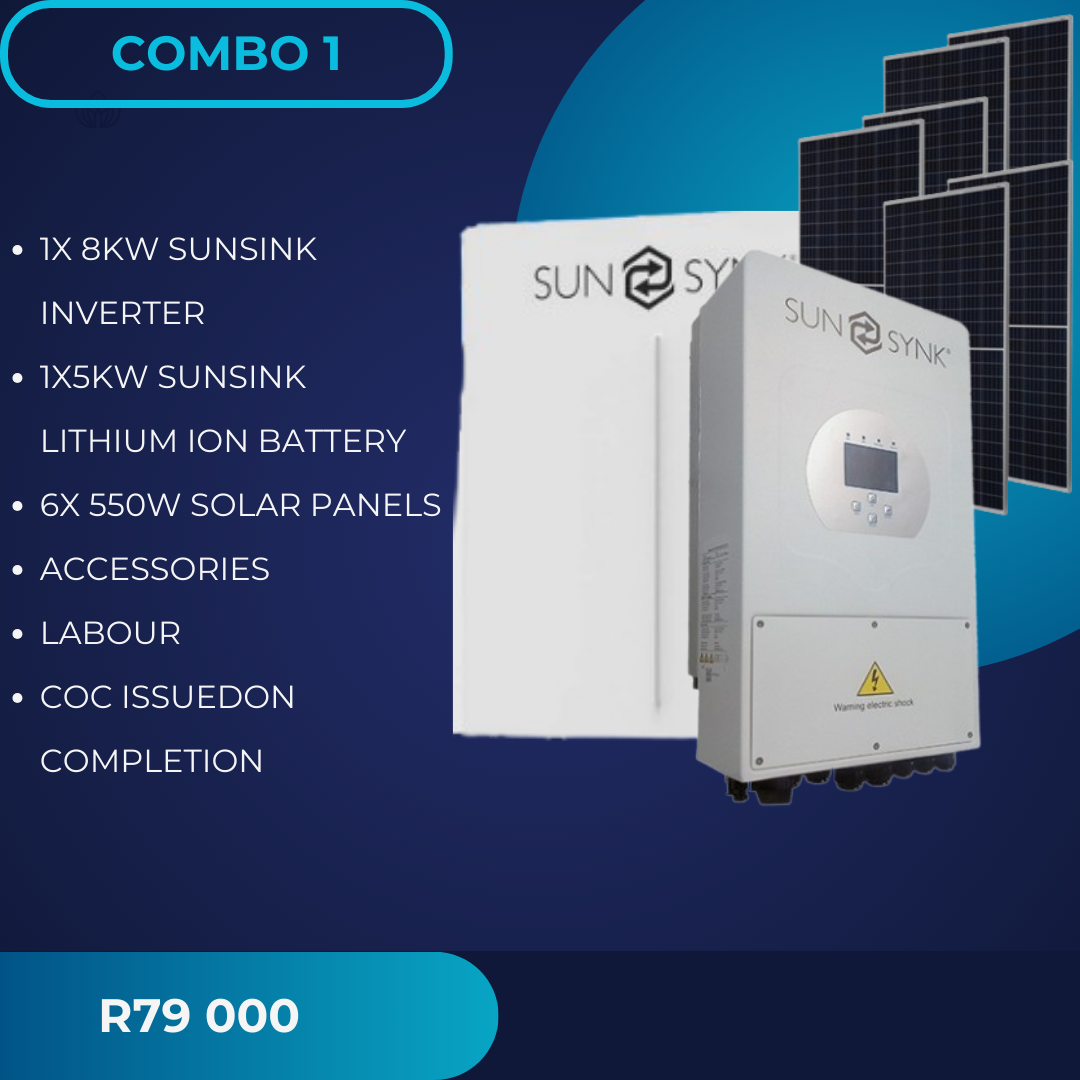 COMBO 1
1X 8KW SUNSINK
INVERTER
1X5KW SUNSINK
LITHIUM ION BATTERY
6X 550W SOLAR PANELS
ACCESSORIES
LABOUR
COC ISSUEDON
COMPLETION
SUN SY
SUN SYNK®
Warning electric shock
R79 000